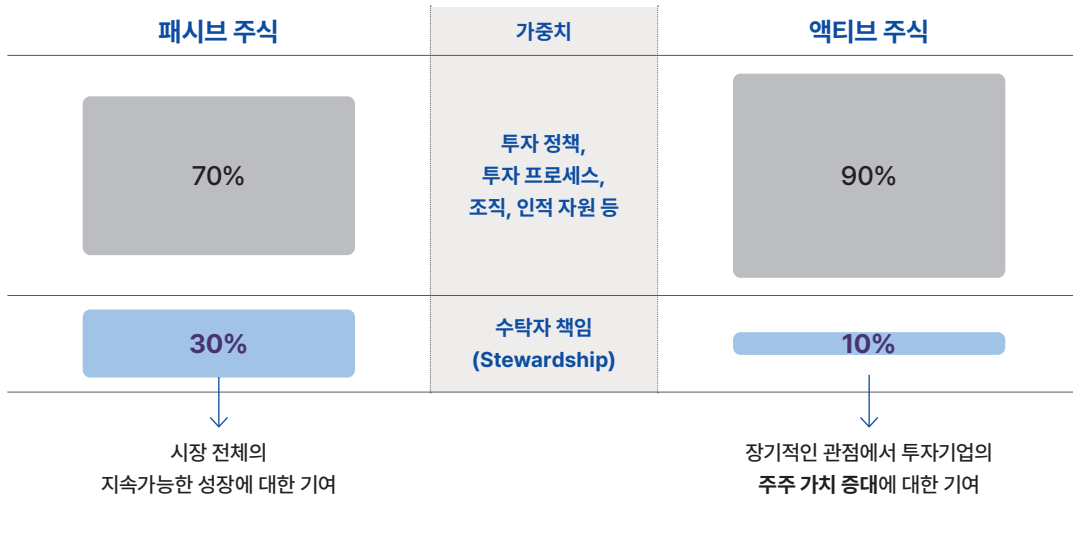 패시브 주식
가중치
액티브 주식
70%
투자 정책,
투자 프로세스,
조직, 인적 자원 등
90%
30%
수탁자 책임
(Stewardship)
10%
시장 전체의
지속가능한 성장에 대한 기여
장기적인 관점에서 투자기업의
주주 가치 증대에 대한 기여